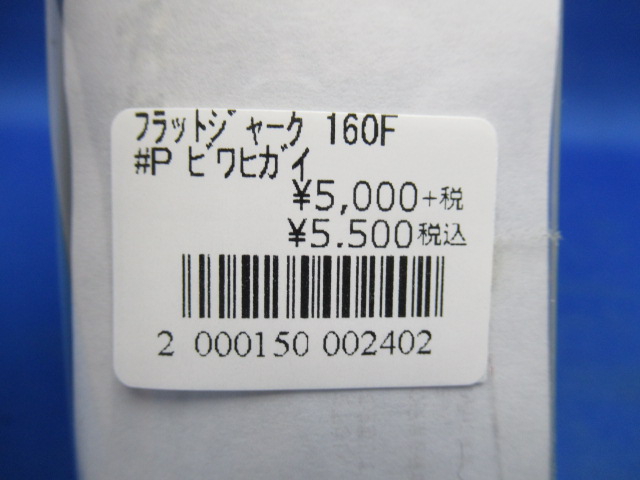 ﾌﾗｯﾄｼﾞｬｰｸ 160F
#P ﾋﾞﾜﾋｶﾞｲ
¥5,000+税
¥5.500税込
2 000150 002402